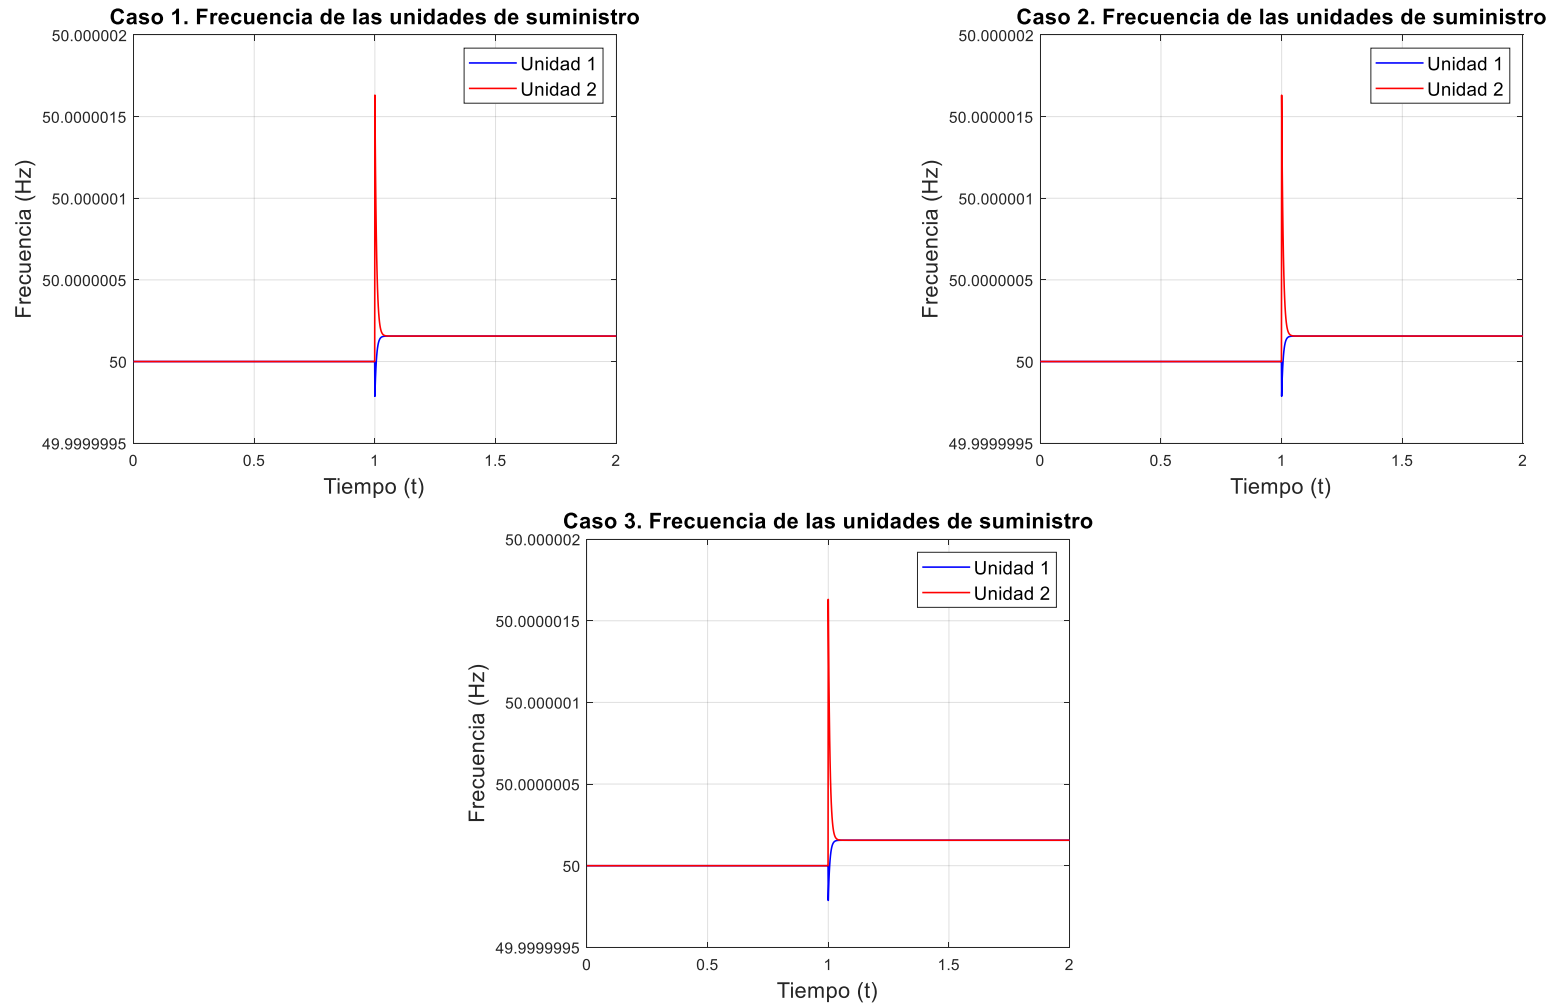 Caso 1. Frecuencia de las unidades de suministro
50.000002
50.0000015
50.000001
50.0000005
50
49.9999995
Frecuencia (Hz)
0 0.5 1 1.5 2
Tiempo (t)
Unidad 1
Unidad 2
Caso 2. Frecuencia de las unidades de suministro
50.000002
50.0000015
50.000001
50.0000005
50
49.9999995
Frecuencia (Hz)
0 0.5 1 1.5 2
Tiempo (t)
Unidad 1
Unidad 2
Caso 3. Frecuencia de las unidades de suministro
50.000002
50.0000015
50.000001
50.0000005
50
49.9999995
Frecuencia (Hz)
0 0.5 1 1.5 2
Tiempo (t)
Unidad 1
Unidad 2